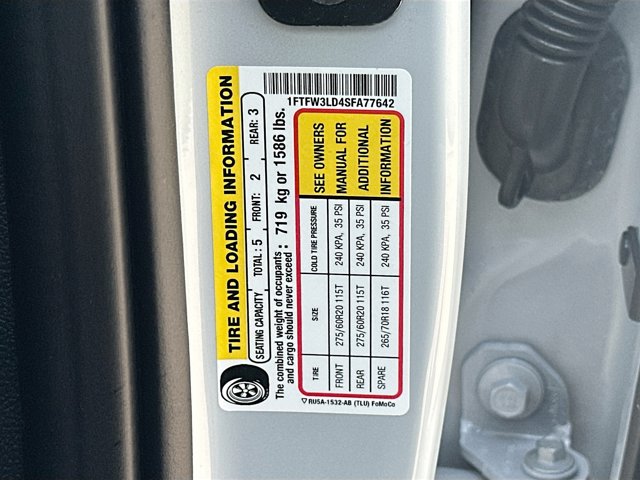 1FTFW3LD4SFA77642
TIRE AND LOADING INFORMATION
SEATING CAPACITY TOTAL : 5 FRONT: 2 REAR: 3
The combined weight of occupants and cargo should never exceed : 719 kg or 1586 lbs.
TIRE SIZE COLD TIRE PRESSURE
FRONT 275/60R20 115T 240 KPA, 35 PSI
REAR 275/60R20 115T 240 KPA, 35 PSI
SPARE 265/70R18 116T 240 KPA, 35 PSI
SEE OWNERS
MANUAL FOR
ADDITIONAL
INFORMATION
RU5A-1532-AB (TLU) FoMoCo